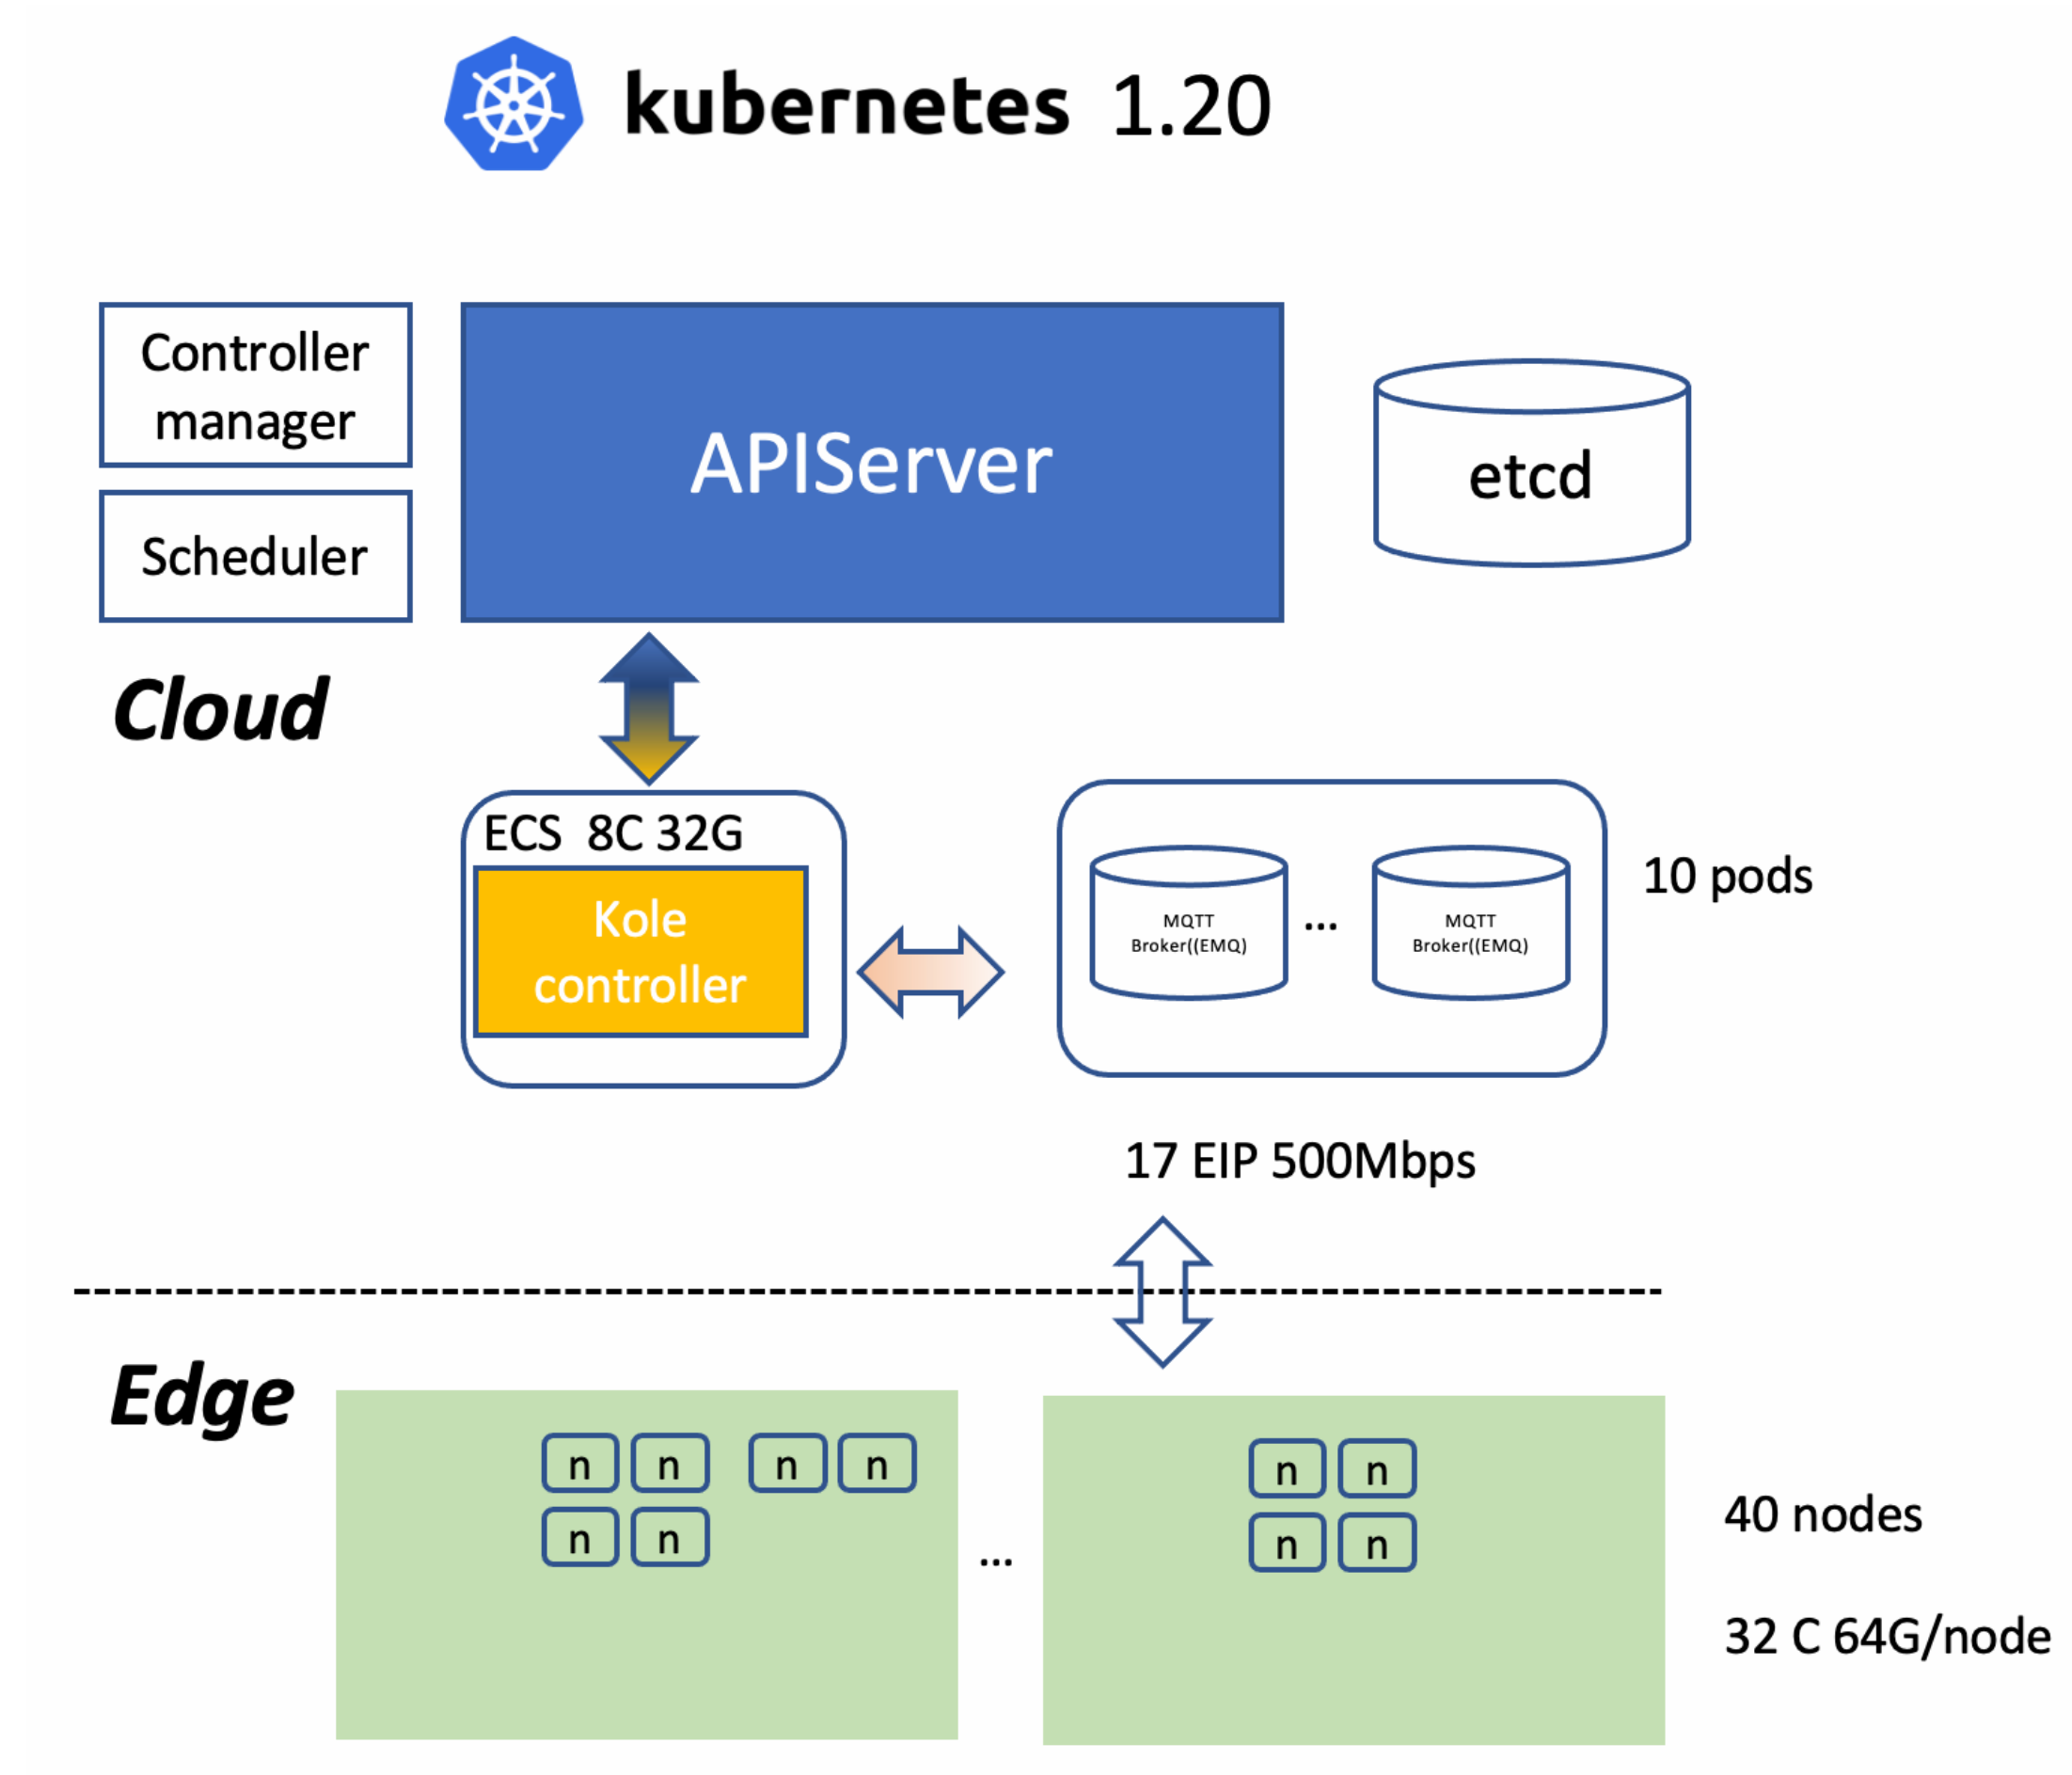 kubernetes 1.20
Controller
manager
Scheduler
APIServer
etcd
Cloud
ECS 8C 32G
Kole
controller
MQTT
Broker((EMQ)
...
MQTT
Broker((EMQ)
10 pods
17 EIP 500Mbps
Edge
n n n n
n n
...
n n
n n
40 nodes
32 C 64G/node